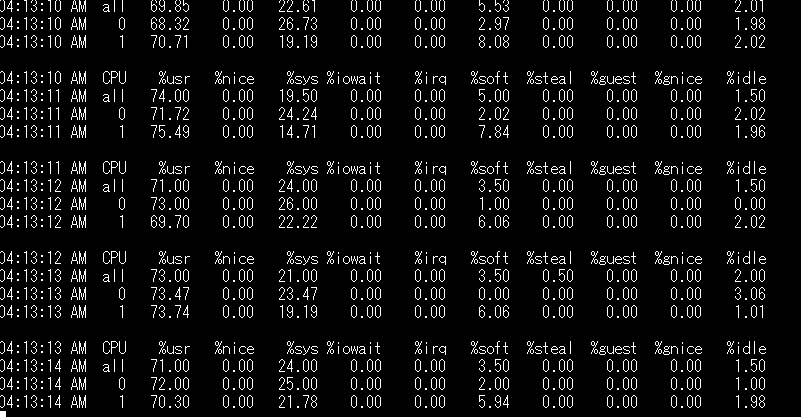 04:13:10 AM  all    69.85    0.00   22.61    0.00    0.00    5.53    0.00    0.00    0.00    2.01
04:13:10 AM    0    68.32    0.00   26.73    0.00    0.00    2.97    0.00    0.00    0.00    1.98
04:13:10 AM    1    70.71    0.00   19.19    0.00    0.00    8.08    0.00    0.00    0.00    2.02
04:13:10 AM  CPU    %usr   %nice    %sys %iowait    %irq   %soft  %steal  %guest  %gnice   %idle
04:13:11 AM  all    74.00    0.00   19.50    0.00    0.00    5.00    0.00    0.00    0.00    1.50
04:13:11 AM    0    71.72    0.00   24.24    0.00    0.00    2.02    0.00    0.00    0.00    2.02
04:13:11 AM    1    75.49    0.00   14.71    0.00    0.00    7.84    0.00    0.00    0.00    1.96
04:13:11 AM  CPU    %usr   %nice    %sys %iowait    %irq   %soft  %steal  %guest  %gnice   %idle
04:13:12 AM  all    71.00    0.00   24.00    0.00    0.00    3.50    0.00    0.00    0.00    1.50
04:13:12 AM    0    73.00    0.00   26.00    0.00    0.00    1.00    0.00    0.00    0.00    0.00
04:13:12 AM    1    69.70    0.00   22.22    0.00    0.00    6.06    0.00    0.00    0.00    2.02
04:13:12 AM  CPU    %usr   %nice    %sys %iowait    %irq   %soft  %steal  %guest  %gnice   %idle
04:13:13 AM  all    73.00    0.00   21.00    0.00    0.00    3.50    0.50    0.00    0.00    2.00
04:13:13 AM    0    73.47    0.00   23.47    0.00    0.00    0.00    0.00    0.00    0.00    3.06
04:13:13 AM    1    73.74    0.00   19.19    0.00    0.00    6.06    0.00    0.00    0.00    1.01
04:13:13 AM  CPU    %usr   %nice    %sys %iowait    %irq   %soft  %steal  %guest  %gnice   %idle
04:13:14 AM  all    71.00    0.00   24.00    0.00    0.00    3.50    0.00    0.00    0.00    1.50
04:13:14 AM    0    72.00    0.00   25.00    0.00    0.00    2.00    0.00    0.00    0.00    1.00
04:13:14 AM    1    70.30    0.00   21.78    0.00    0.00    5.94    0.00    0.00    0.00    1.98